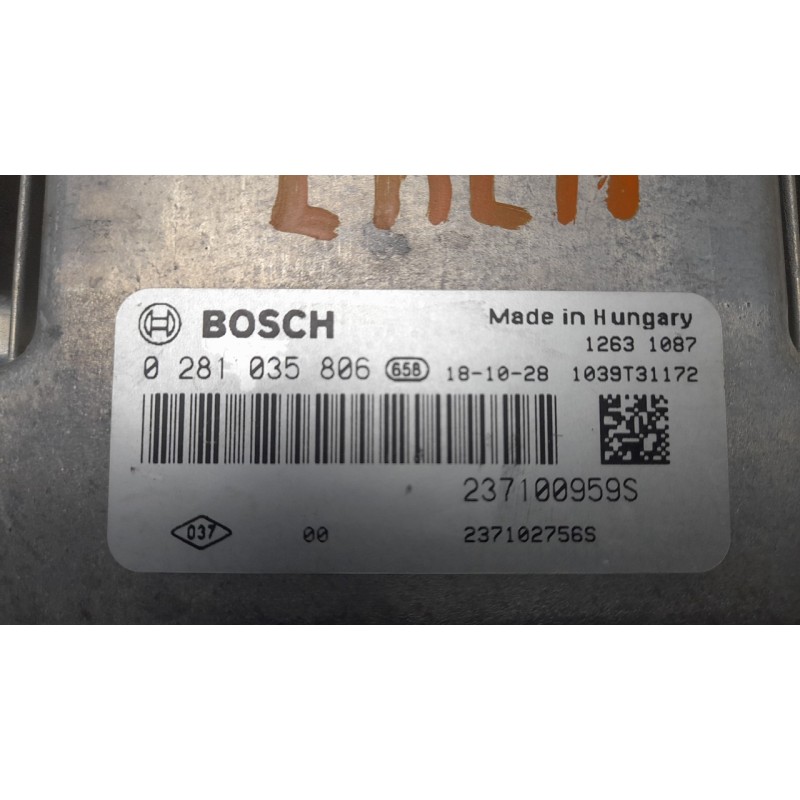 BOSCH Made in Hungary
1263 1087
0 281 035 806 658 18-10-28 1039T31172
237100959S
037 00 237102756S